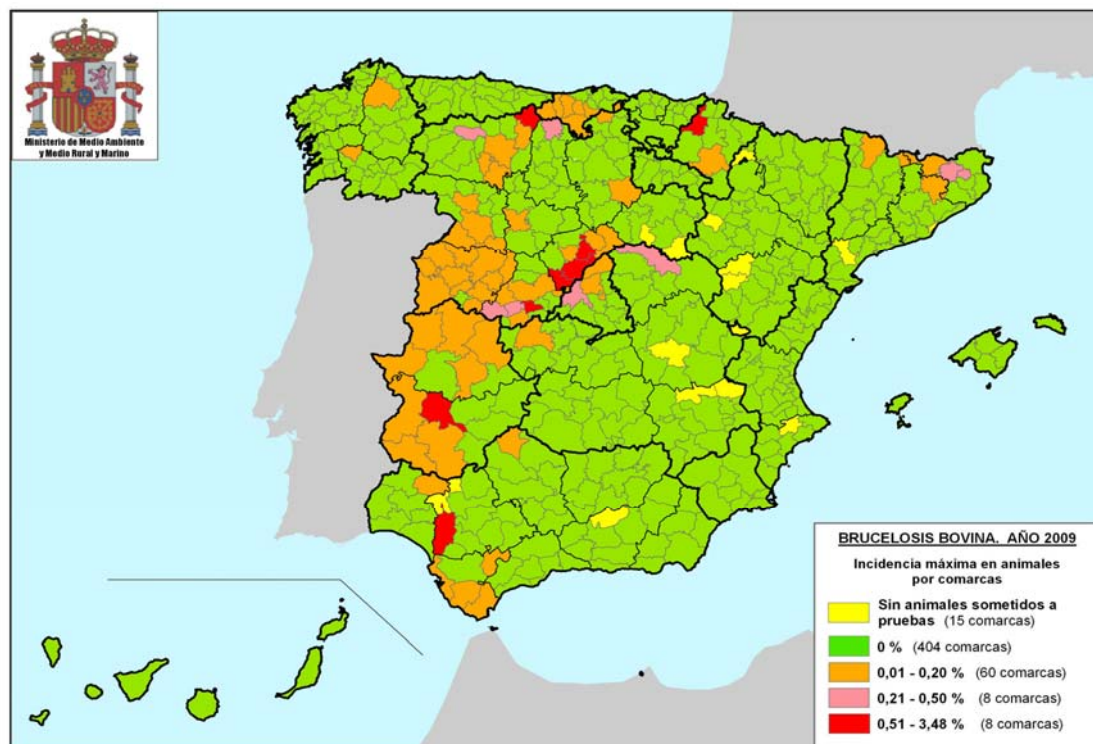 Ministerio de Medio Ambiente
y Medio Rural y Marino
BRUCELOSIS BOVINA. AÑO 2009
Incidencia máxima en animales
por comarcas
Sin animales sometidos a
pruebas (15 comarcas)
0 % (404 comarcas)
0,01 - 0,20 % (60 comarcas)
0,21 - 0,50 % (8 comarcas)
0,51 - 3,48 % (8 comarcas)